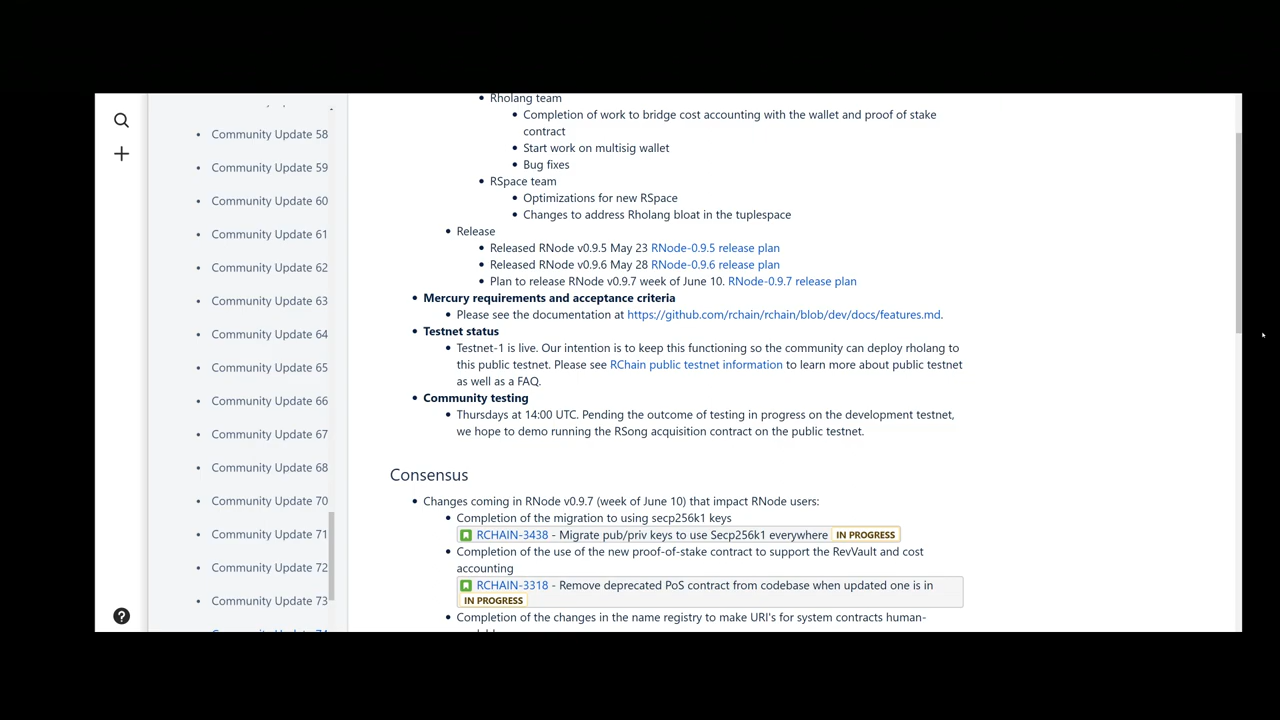 Community Update 58
Community Update 59
Community Update 60
Community Update 61
Community Update 62
Community Update 63
Community Update 64
Community Update 65
Community Update 66
Community Update 67
Community Update 68
Community Update 70
Community Update 71
Community Update 72
Community Update 73
Rholang team
Completion of work to bridge cost accounting with the wallet and proof of stake
contract
Start work on multisig wallet
Bug fixes
RSpace team
Optimizations for new RSpace
Changes to address Rholang bloat in the tuplespace
Release
Released RNode v0.9.5 May 23 RNode-0.9.5 release plan
Released RNode v0.9.6 May 28 RNode-0.9.6 release plan
Plan to release RNode v0.9.7 week of June 10. RNode-0.9.7 release plan
Mercury requirements and acceptance criteria
Please see the documentation at https://github.com/rchain/rchain/blob/dev/docs/features.md.
Testnet status
Testnet-1 is live. Our intention is to keep this functioning so the community can deploy rholang to
this public testnet. Please see RChain public testnet information to learn more about public testnet
as well as a FAQ.
Community testing
Thursdays at 14:00 UTC. Pending the outcome of testing in progress on the development testnet,
we hope to demo running the RSong acquisition contract on the public testnet.
Consensus
Changes coming in RNode v0.9.7 (week of June 10) that impact RNode users:
Completion of the migration to using secp256k1 keys
RCHAIN-3438 - Migrate pub/priv keys to use Secp256k1 everywhere IN PROGRESS
Completion of the use of the new proof-of-stake contract to support the RevVault and cost
accounting
RCHAIN-3318 - Remove deprecated PoS contract from codebase when updated one is in
IN PROGRESS
Completion of the changes in the name registry to make URI's for system contracts human-